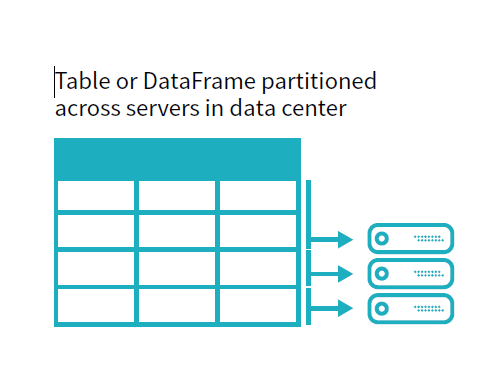 Table or DataFrame partitioned
across servers in data center